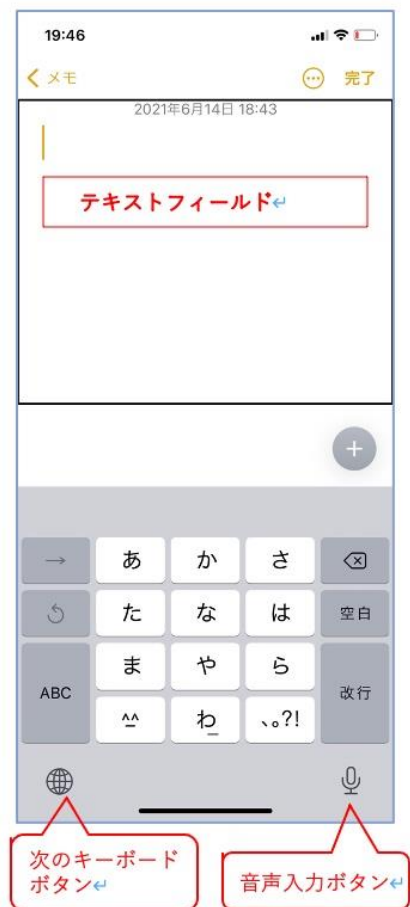 19:46
メモ 完了
2021年6月14日 18:43
テキストフィールド↵
+
→ あ か さ
た な は 空白
ABC ま や ら 改行
^^ わ_ 、。?!
次のキーボード
ボタン↵
音声入力ボタン↵